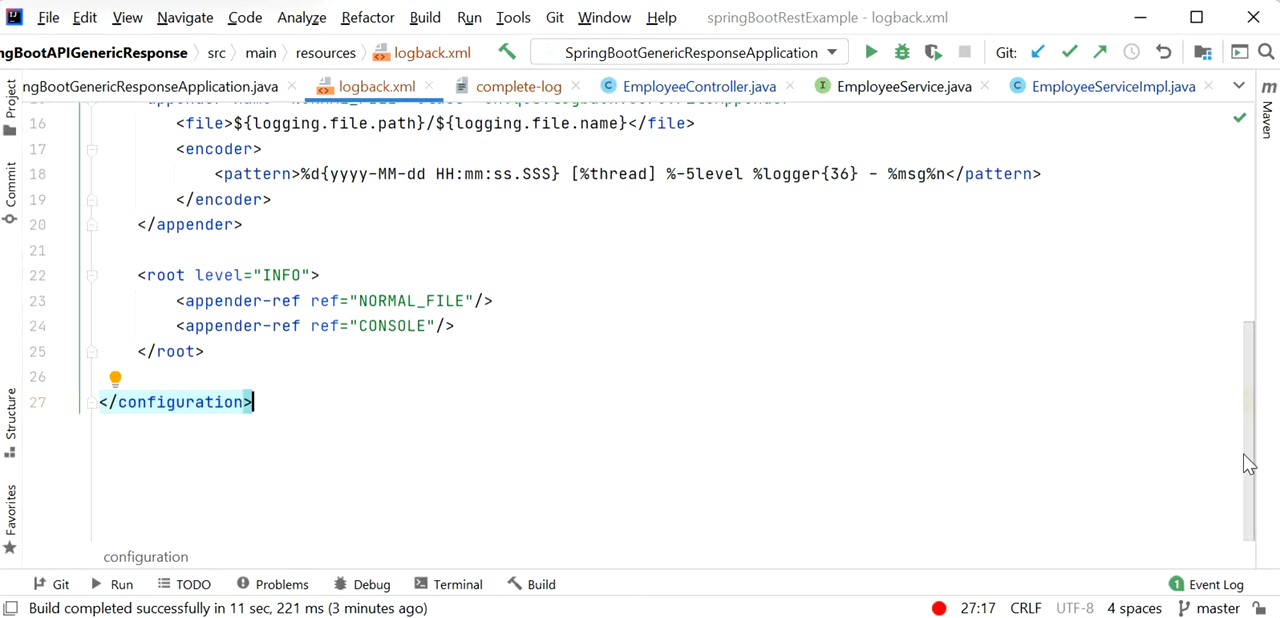 File Edit View Navigate Code Analyze Refactor Build Run Tools Git Window Help springBootRestExample - logback.xml
ngBootAPIGenericResponse src main resources logback.xml SpringBootGenericResponseApplication Git:
ngBootGenericResponseApplication.java logback.xml complete-log EmployeeController.java EmployeeService.java EmployeeServiceImpl.java
16 <file>${logging.file.path}/${logging.file.name}</file>
17 <encoder>
18 <pattern>%d{yyyy-MM-dd HH:mm:ss.SSS} [%thread] %-5level %logger{36} - %msg%n</pattern>
19 </encoder>
20 </appender>
21
22 <root level="INFO">
23 <appender-ref ref="NORMAL_FILE"/>
24 <appender-ref ref="CONSOLE"/>
25 </root>
26
27 </configuration>
configuration
Project
Commit
Structure
Favorites
m
Maven
Git Run TODO Problems Debug Terminal Build 1 Event Log
Build completed successfully in 11 sec, 221 ms (3 minutes ago) 27:17 CRLF UTF-8 4 spaces master